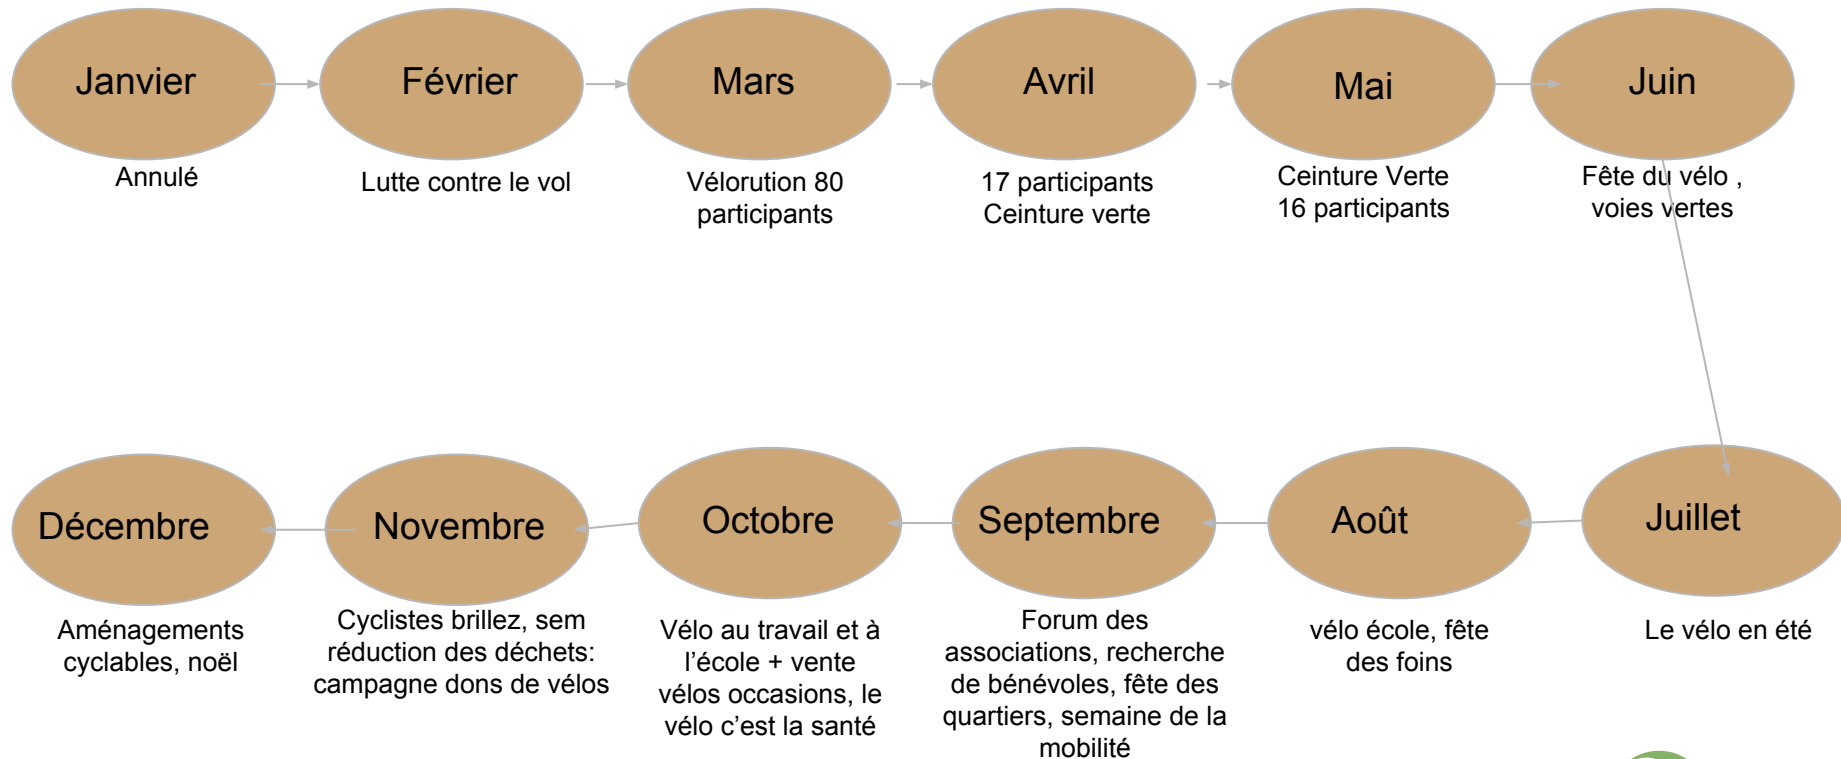 Janvier
Février
Mars
Avril
Mai
Juin
Annulé
Lutte contre le vol
Vélorution 80
participants
17 participants
Ceinture verte
Ceinture Verte
16 participants
Fête du vélo ,
voies vertes
Décembre
Novembre
Octobre
Septembre
Août
Juillet
Aménagements
cyclables, noël
Cyclistes brillez, sem
réduction des déchets:
campagne dons de vélos
Vélo au travail et à
l'école + vente
vélos occasions, le
vélo c'est la santé
Forum des
associations, recherche
de bénévoles, fête des
quartiers, semaine de la
mobilité
vélo école, fête
des foins
Le vélo en été